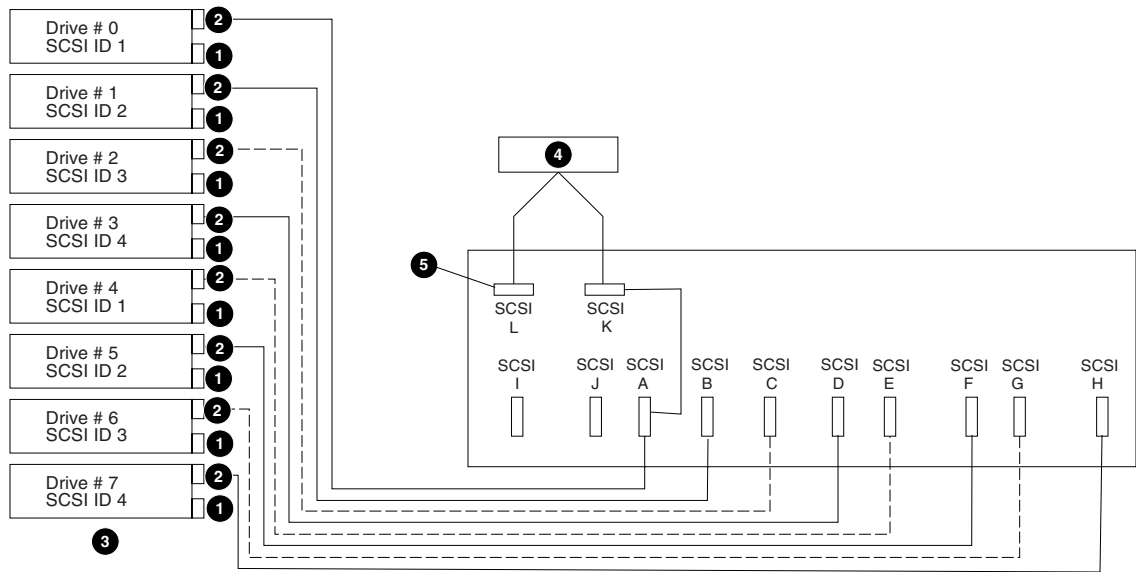 Drive # 0
SCSI ID 1
2
1
Drive # 1
SCSI ID 2
2
1
Drive # 2
SCSI ID 3
2
1
Drive # 3
SCSI ID 4
2
1
Drive # 4
SCSI ID 1
2
1
Drive # 5
SCSI ID 2
2
1
Drive # 6
SCSI ID 3
2
1
Drive # 7
SCSI ID 4
2
1
3
4
5
SCSI
L
SCSI
K
SCSI
I
SCSI
J
SCSI
A
SCSI
B
SCSI
C
SCSI
D
SCSI
E
SCSI
F
SCSI
G
SCSI
H